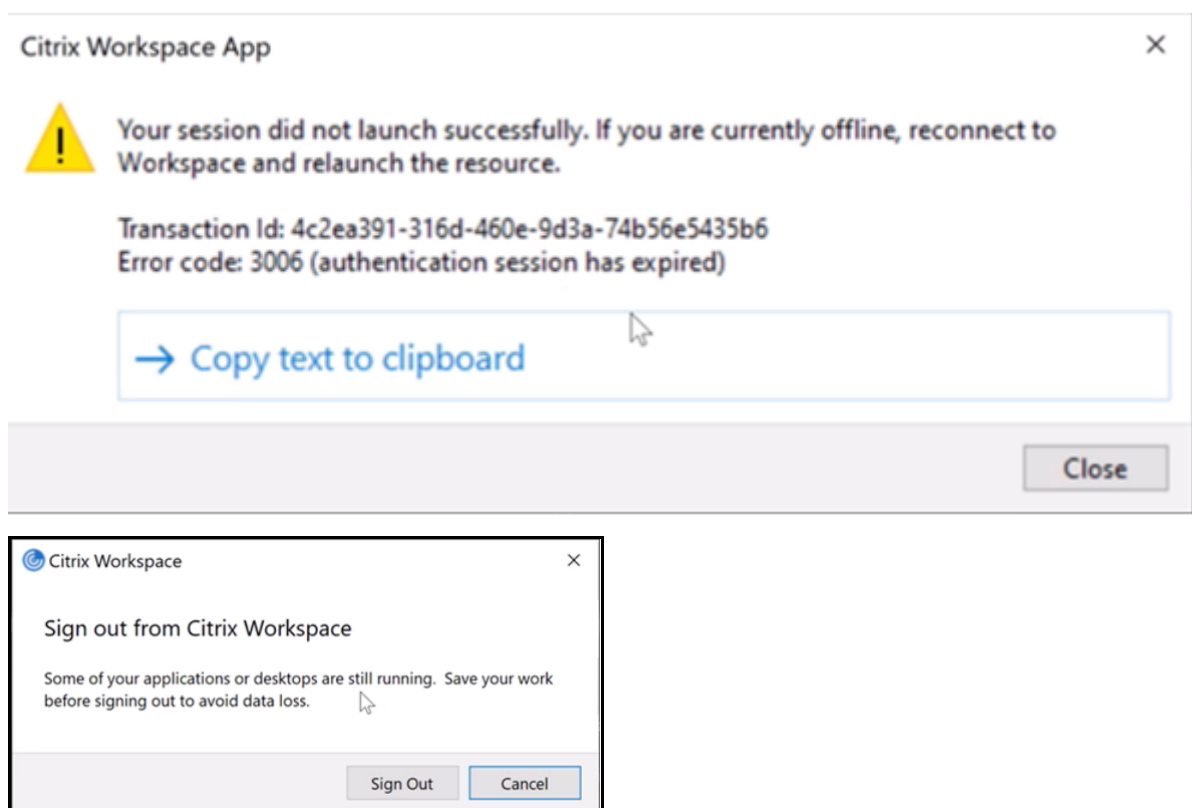 Citrix Workspace App
Your session did not launch successfully. If you are currently offline, reconnect to
Workspace and relaunch the resource.
Transaction Id: 4c2ea391-316d-460e-9d3a-74b56e5435b6
Error code: 3006 (authentication session has expired)
Copy text to clipboard
Close
Citrix Workspace
Sign out from Citrix Workspace
Some of your applications or desktops are still running. Save your work
before signing out to avoid data loss.
Sign Out Cancel